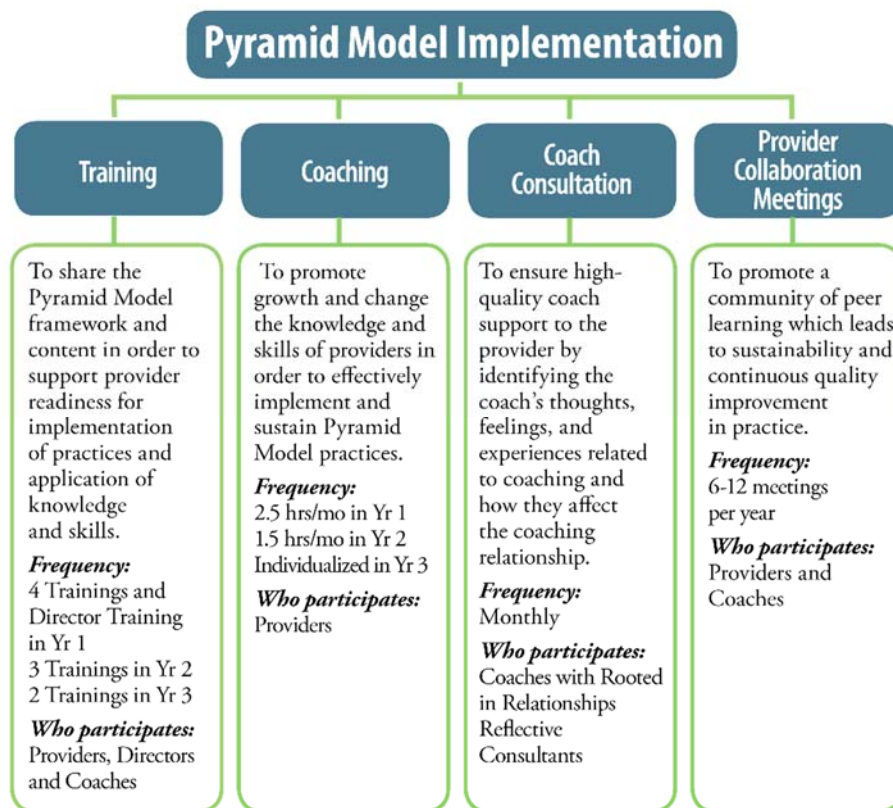 Pyramid Model Implementation
Training
To share the
Pyramid Model
framework and
content in order to
support provider
readiness for
implementation
of practices and
application of
knowledge
and skills.
Frequency:
4 Trainings and
Director Training
in Yr 1
3 Trainings in Yr 2
2 Trainings in Yr 3
Who participates:
Providers, Directors
and Coaches
Coaching
To promote
growth and change
the knowledge and
skills of providers in
order to effectively
implement and
sustain Pyramid
Model practices.
Frequency:
2.5 hrs/mo in Yr 1
1.5 hrs/mo in Yr 2
Individualized in Yr 3
Who participates:
Providers
Coach
Consultation
To ensure high-
quality coach
support to the
provider by
identifying the
coach's thoughts,
feelings, and
experiences related
to coaching and
how they affect
the coaching
relationship.
Frequency:
Monthly
Who participates:
Coaches with Rooted
in Relationships
Reflective
Consultants
Provider
Collaboration
Meetings
To promote a
community of peer
learning which leads
to sustainability and
continuous quality
improvement
in practice.
Frequency:
6-12 meetings
per year
Who participates:
Providers and
Coaches